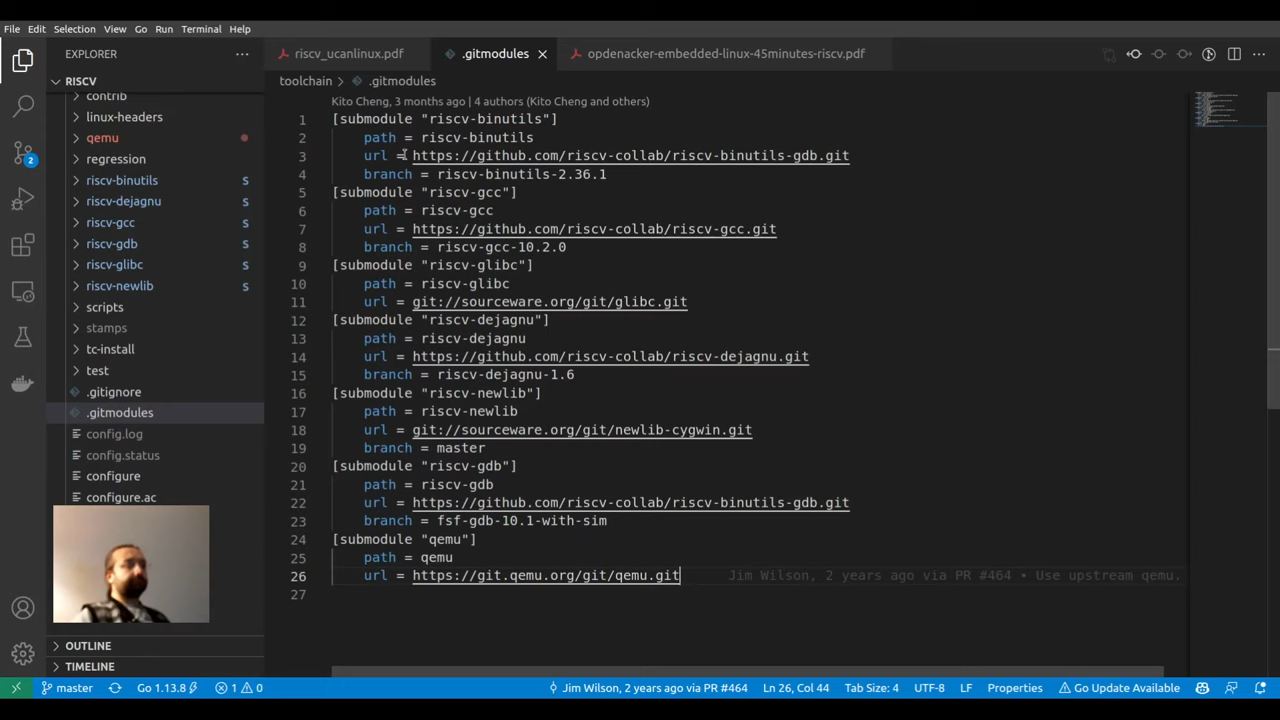 File Edit Selection View Go Run Terminal Help
EXPLORER
RISCV
contrib
linux-headers
qemu
regression
riscv-binutils
riscv-dejagnu S
riscv-gcc S
riscv-gdb S
riscv-glibc S
riscv-newlib S
scripts
stamps
tc-install
test
.gitignore
.gitmodules
config.log
config.status
configure
configure.ac
OUTLINE
TIMELINE
2
riscv_ucanlinux.pdf .gitmodules opdenacker-embedded-linux-45minutes-riscv.pdf
toolchain > .gitmodules
Kito Cheng, 3 months ago | 4 authors (Kito Cheng and others)
1 [submodule "riscv-binutils"]
2 path = riscv-binutils
3 url = https://github.com/riscv-collab/riscv-binutils-gdb.git
4 branch = riscv-binutils-2.36.1
5 [submodule "riscv-gcc"]
6 path = riscv-gcc
7 url = https://github.com/riscv-collab/riscv-gcc.git
8 branch = riscv-gcc-10.2.0
9 [submodule "riscv-glibc"]
10 path = riscv-glibc
11 url = git://sourceware.org/git/glibc.git
12 [submodule "riscv-dejagnu"]
13 path = riscv-dejagnu
14 url = https://github.com/riscv-collab/riscv-dejagnu.git
15 branch = riscv-dejagnu-1.6
16 [submodule "riscv-newlib"]
17 path = riscv-newlib
18 url = git://sourceware.org/git/newlib-cygwin.git
19 branch = master
20 [submodule "riscv-gdb"]
21 path = riscv-gdb
22 url = https://github.com/riscv-collab/riscv-binutils-gdb.git
23 branch = fsf-gdb-10.1-with-sim
24 [submodule "qemu"]
25 path = qemu
26 url = https://git.qemu.org/git/qemu.git Jim Wilson, 2 years ago via PR #464 • Use upstream qemu.
27
master Go 1.13.8 1 0 Jim Wilson, 2 years ago via PR #464 Ln 26, Col 44 Tab Size: 4 UTF-8 LF Properties Go Update Available